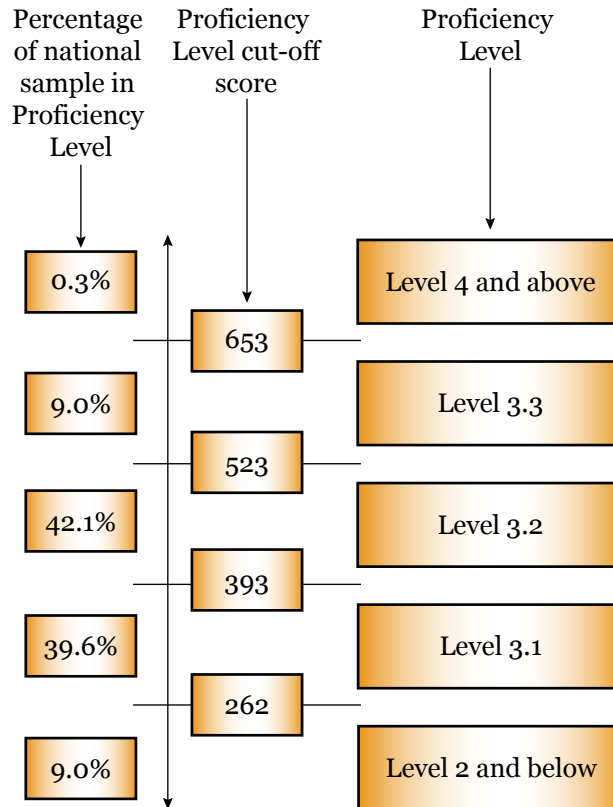 Percentage
of national
sample in
Proficiency
Level
Proficiency
Level cut-off
score
Proficiency
Level
0.3%
Level 4 and above
653
9.0%
Level 3.3
523
42.1%
Level 3.2
393
39.6%
Level 3.1
262
9.0%
Level 2 and below